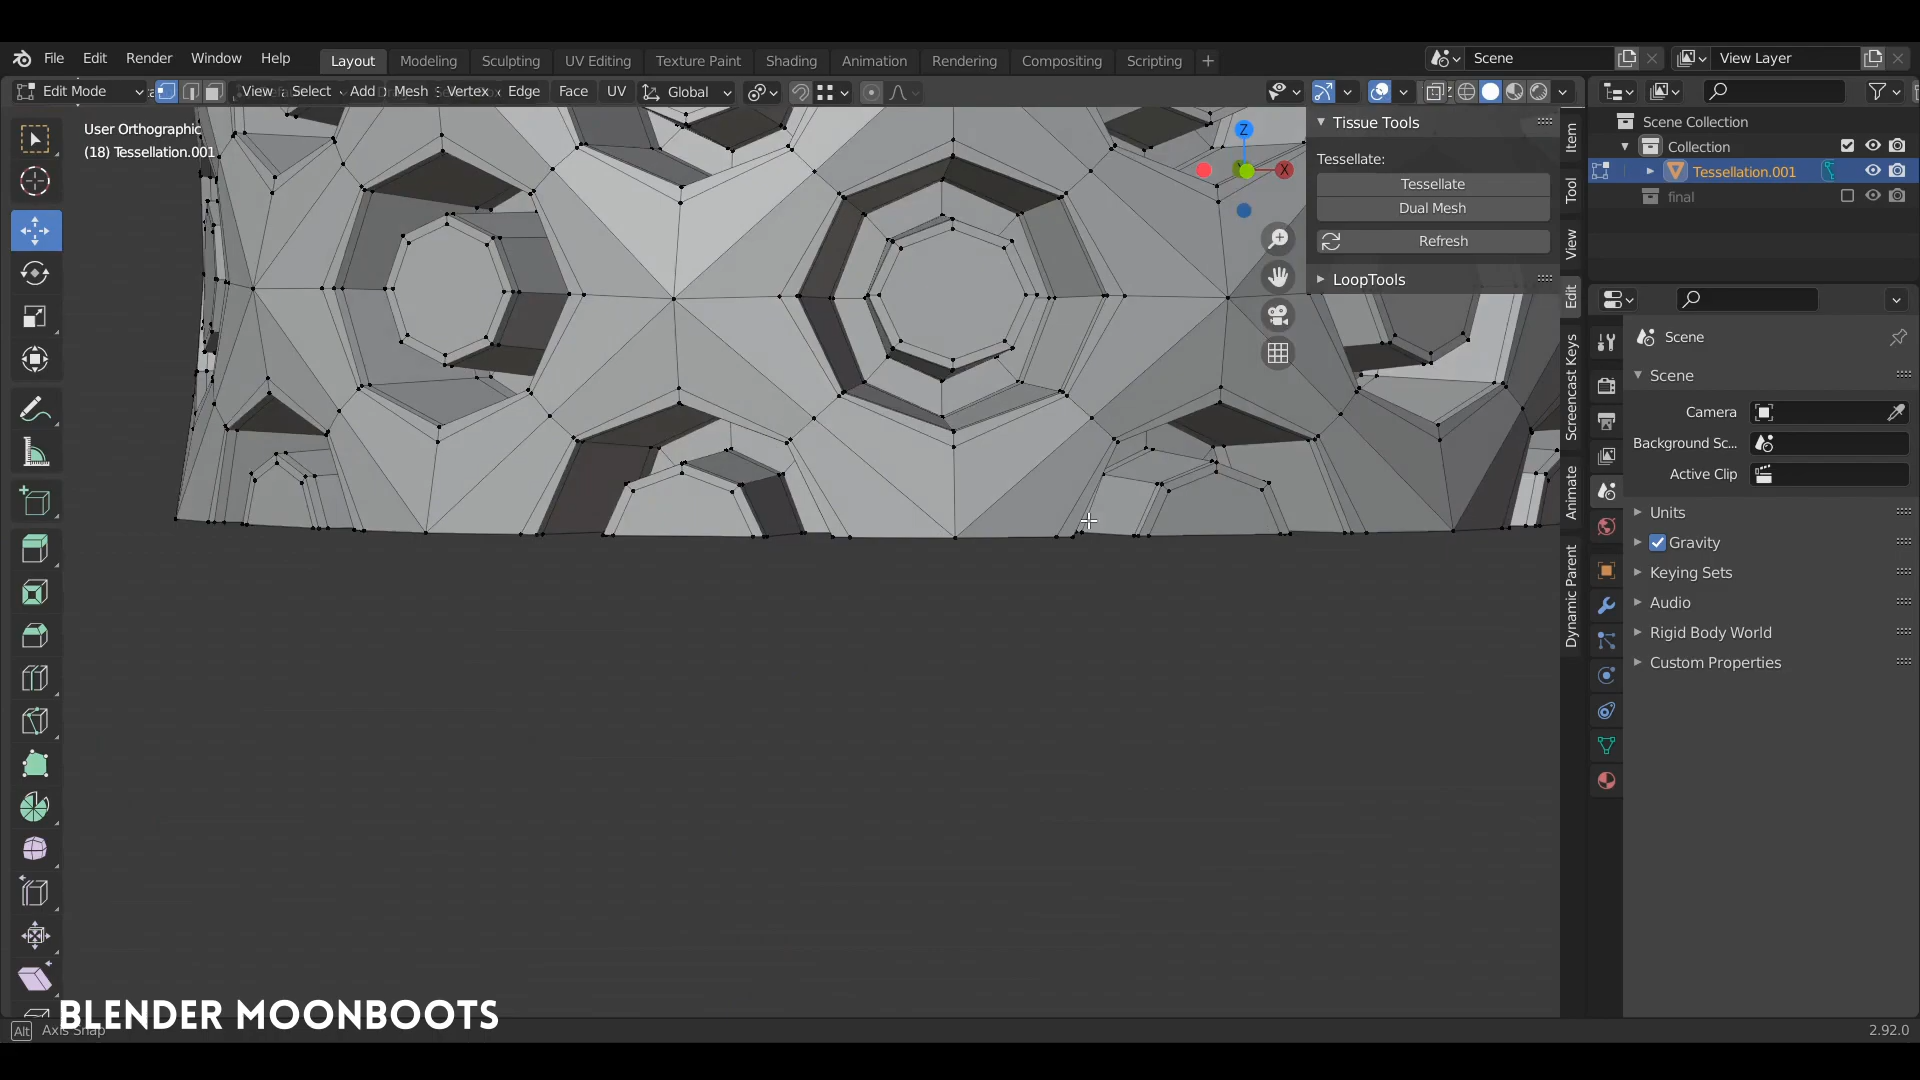 File Edit Render Window Help Layout Modeling Sculpting UV Editing Texture Paint Shading Animation Rendering Compositing Scripting + Scene View Layer
Edit Mode View Select Add Mesh Vertex Edge Face UV Global
User Orthographic
(18) Tessellation.001
Z
X
Tissue Tools
Tessellate:
Tessellate
Dual Mesh
Refresh
LoopTools
Item
Tool
View
Edit
Screencast Keys
Animate
Dynamic Parent
Scene Collection
Collection
Tessellation.001
final
Scene
Scene
Camera
Background Sc...
Active Clip
Units
Gravity
Keying Sets
Audio
Rigid Body World
Custom Properties
BLENDER MOONBOOTS
Alt Axis Snap
2.92.0